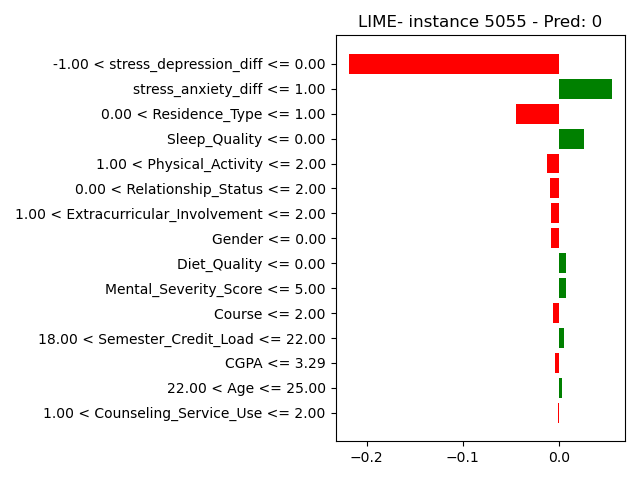 LIME- instance 5055 - Pred: 0
-1.00 < stress_depression_diff <= 0.00
stress_anxiety_diff <= 1.00
0.00 < Residence_Type <= 1.00
Sleep_Quality <= 0.00
1.00 < Physical_Activity <= 2.00
0.00 < Relationship_Status <= 2.00
1.00 < Extracurricular_Involvement <= 2.00
Gender <= 0.00
Diet_Quality <= 0.00
Mental_Severity_Score <= 5.00
Course <= 2.00
18.00 < Semester_Credit_Load <= 22.00
CGPA <= 3.29
22.00 < Age <= 25.00
1.00 < Counseling_Service_Use <= 2.00
−0.2 −0.1 0.0